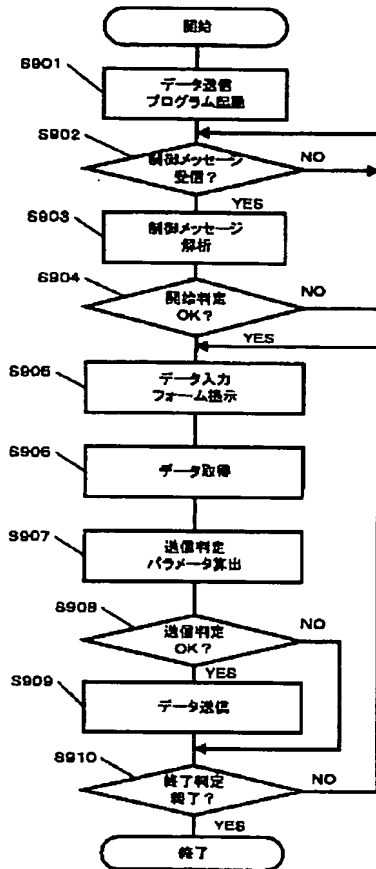 開始
S901
データ送信
プログラム記憶
S902
制御メッセージ
受信?
NO
YES
S903
制御メッセージ
解析
S904
開始判定
OK?
NO
YES
S905
データ入力
フォーム提示
S906
データ取得
S907
送信判定
パラメータ算出
S908
送信判定
OK?
NO
YES
S909
データ送信
S910
終了判定
終了?
NO
YES
終了